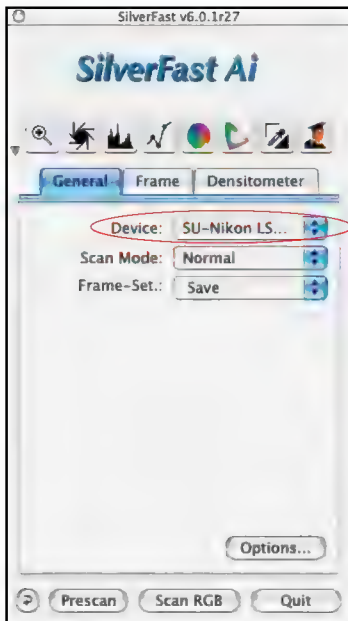 SilverFast v6.0.1r27
SilverFast Ai
General Frame Densitometer
Device: SU-Nikon LS...
Scan Mode: Normal
Frame-Set.: Save
Options...
Prescan Scan RGB Quit